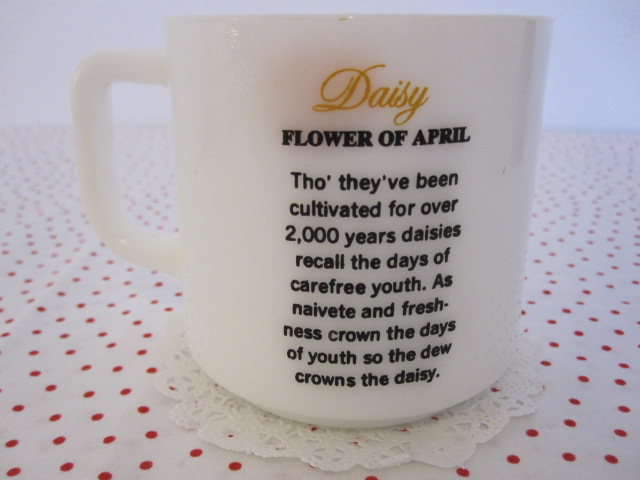 Daisy
FLOWER OF APRIL
Tho' they've been
cultivated for over
2,000 years daisies
recall the days of
carefree youth. As
naivete and fresh-
ness crown the days
of youth so the dew
crowns the daisy.